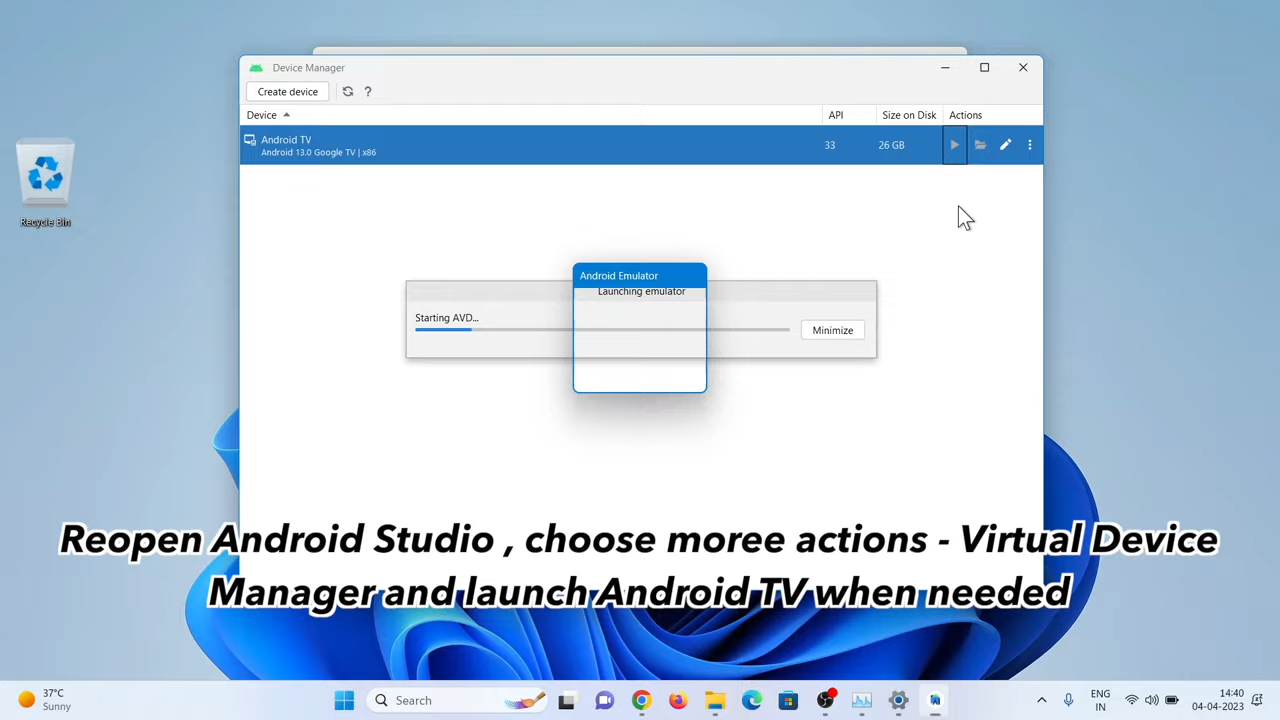 Device Manager
Create device
?
Device API Size on Disk Actions
Android TV
Android 13.0 Google TV | x86
33 26 GB
Recycle Bin
Android Emulator
Launching emulator
Starting AVD...
Minimize
Reopen Android Studio , choose moree actions - Virtual Device
Manager and launch Android TV when needed
37°C
Sunny
Search
ENG
IN
14:40
04-04-2023